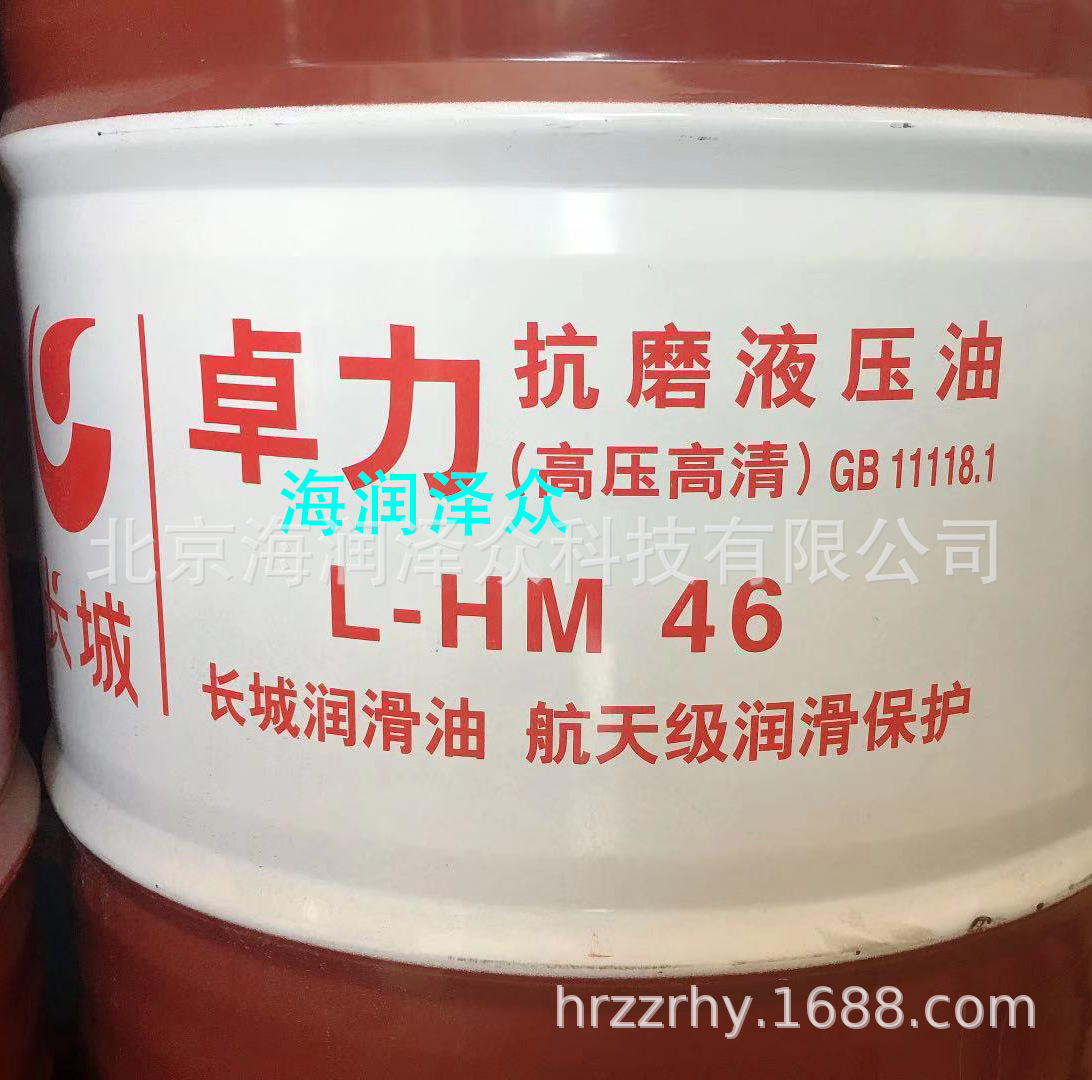 卓力 抗磨液压油
(高压高清) GB 11118.1
海润泽众
北京海润泽众科技有限公司
L-HM 46
长城
长城润滑油 航天级润滑保护
hrzzrhy.1688.com